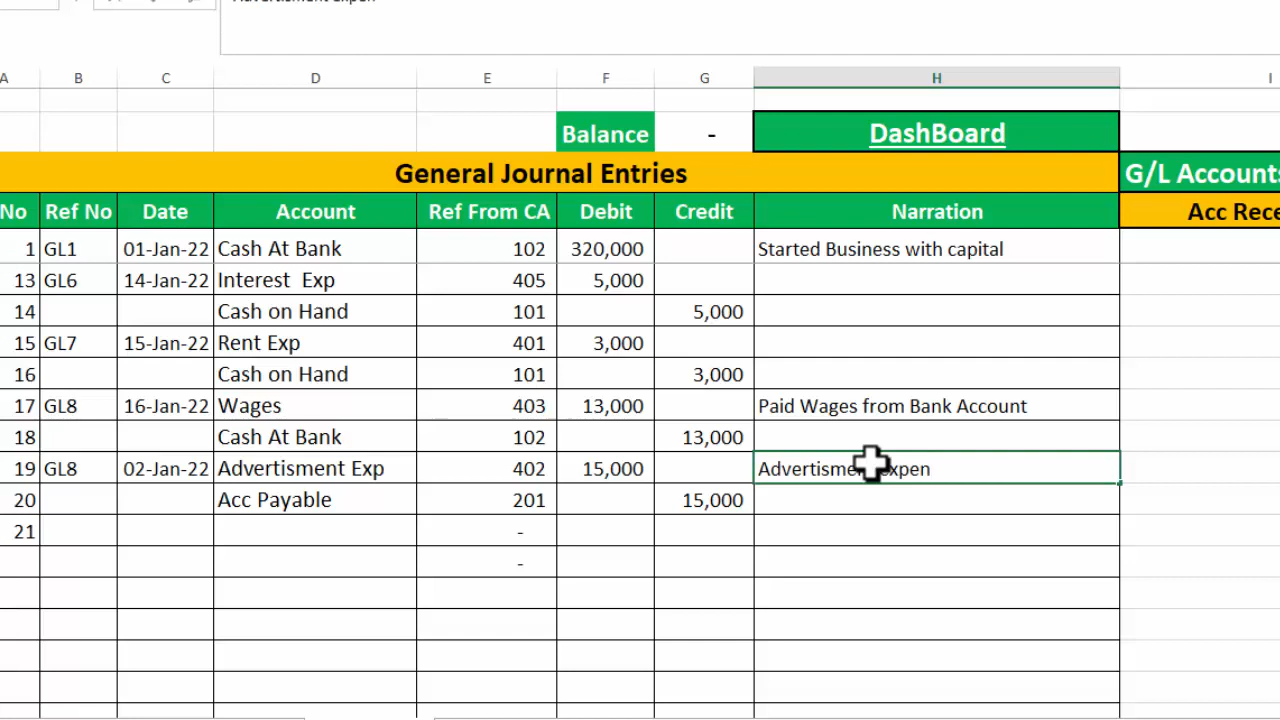 A B C D E F G H I
Balance - DashBoard
General Journal Entries G/L Accounts
No Ref No Date Account Ref From CA Debit Credit Narration Acc Rece
1 GL1 01-Jan-22 Cash At Bank 102 320,000 Started Business with capital
13 GL6 14-Jan-22 Interest Exp 405 5,000
14 Cash on Hand 101 5,000
15 GL7 15-Jan-22 Rent Exp 401 3,000
16 Cash on Hand 101 3,000
17 GL8 16-Jan-22 Wages 403 13,000 Paid Wages from Bank Account
18 Cash At Bank 102 13,000
19 GL8 02-Jan-22 Advertisment Exp 402 15,000 Advertisment Expen
20 Acc Payable 201 15,000
21 -
-